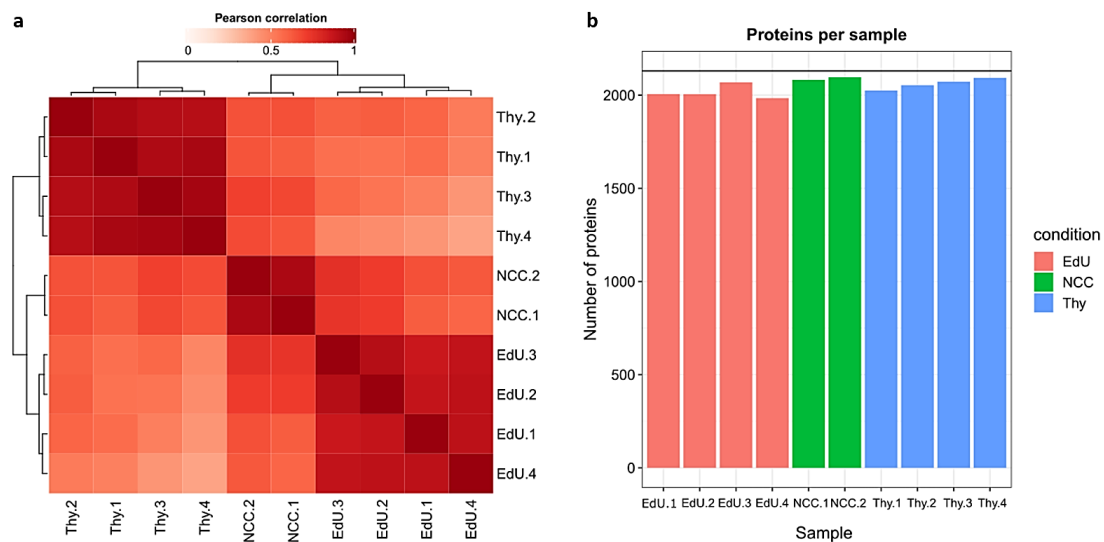 a
Pearson correlation
0 0.5 1
Thy.2
Thy.1
Thy.3
Thy.4
NCC.2
NCC.1
EdU.3
EdU.2
EdU.1
EdU.4
Thy.2 Thy.1 Thy.3 Thy.4 NCC.2 NCC.1 EdU.3 EdU.2 EdU.1 EdU.4
b
Proteins per sample
Number of proteins
2000
1500
1000
500
0
EdU.1 EdU.2 EdU.3 EdU.4 NCC.1 NCC.2 Thy.1 Thy.2 Thy.3 Thy.4
Sample
condition
EdU
NCC
Thy